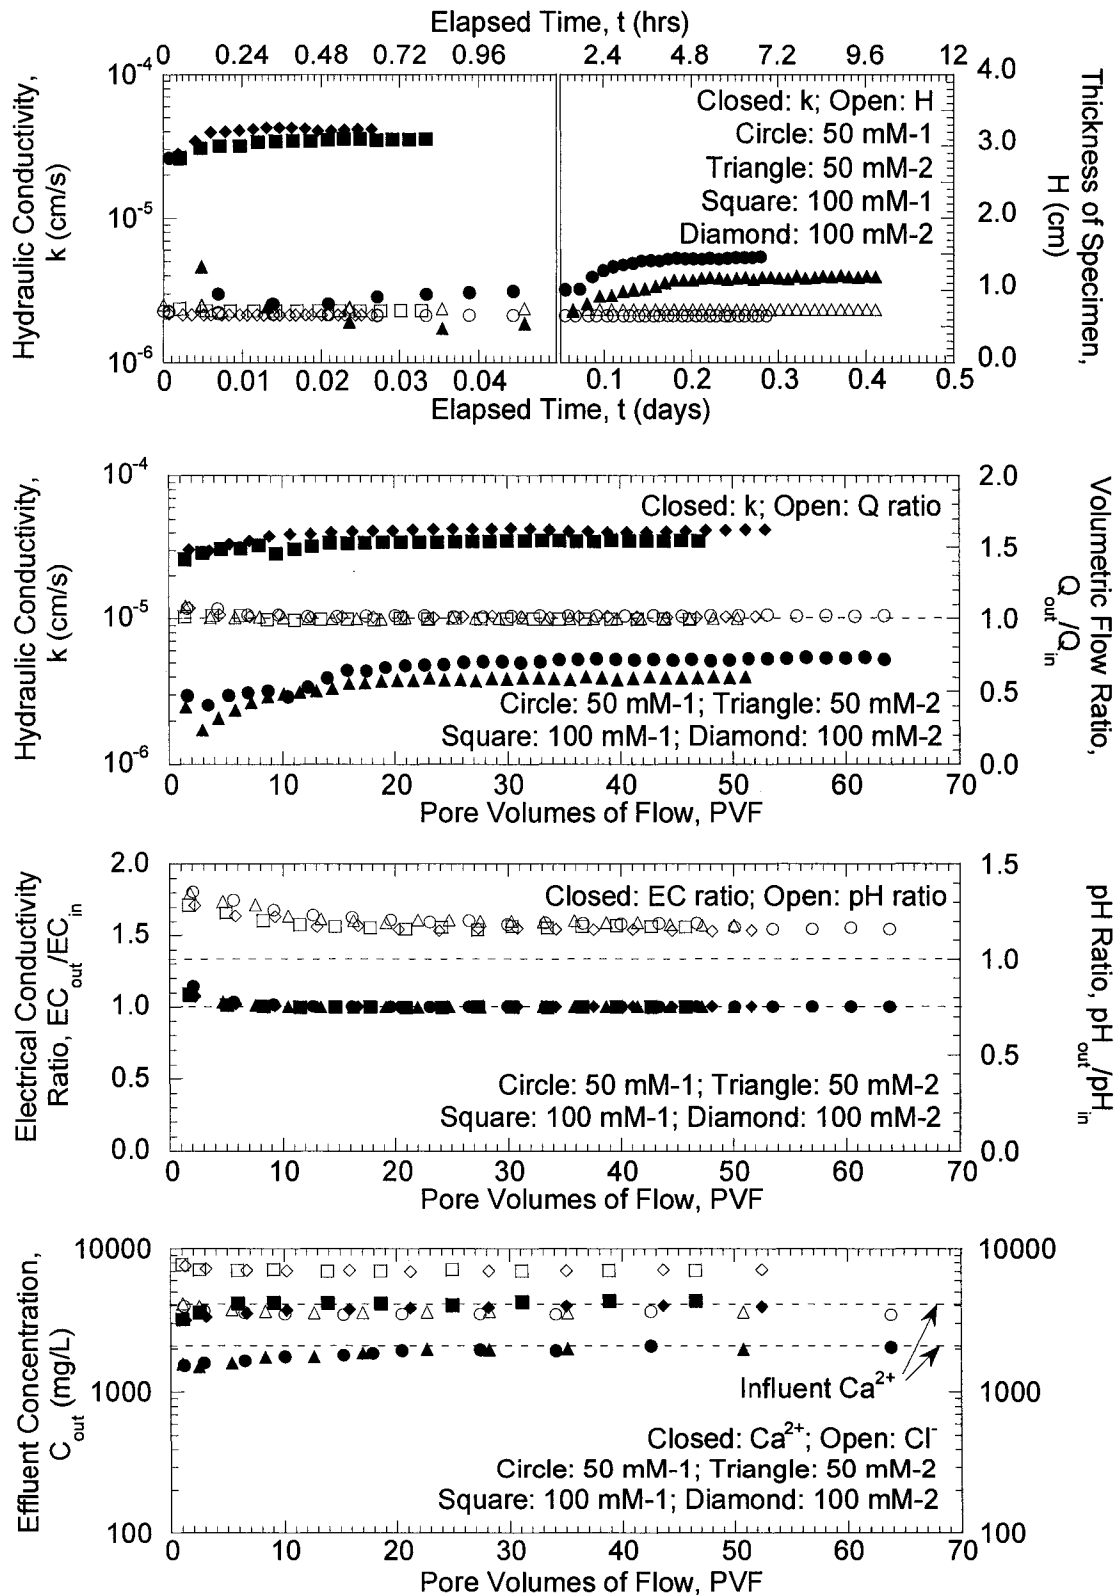 Elapsed Time, t (hrs)
0 0.24 0.48 0.72 0.96 2.4 4.8 7.2 9.6 12
10-4 4.0
Closed: k; Open: H
Circle: 50 mM-1
3.0
Triangle: 50 mM-2
Square: 100 mM-1
10-5 2.0
Diamond: 100 mM-2
1.0
10-6 0.0
0 0.01 0.02 0.03 0.04 0.1 0.2 0.3 0.4 0.5
Elapsed Time, t (days)
Hydraulic Conductivity,
k (cm/s)
Thickness of Specimen,
H (cm)
10-4 2.0
Closed: k; Open: Q ratio
1.5
10-5 1.0
0.5
Circle: 50 mM-1; Triangle: 50 mM-2
Square: 100 mM-1; Diamond: 100 mM-2
10-6 0.0
0 10 20 30 40 50 60 70
Pore Volumes of Flow, PVF
Hydraulic Conductivity,
k (cm/s)
Volumetric Flow Ratio,
Qout/Qin
2.0 1.5
Closed: EC ratio; Open: pH ratio
1.5
1.0
1.0
0.5 0.5
Circle: 50 mM-1; Triangle: 50 mM-2
Square: 100 mM-1; Diamond: 100 mM-2
0.0 0.0
0 10 20 30 40 50 60 70
Pore Volumes of Flow, PVF
Electrical Conductivity
Ratio, ECout/ECin
pH Ratio, pHout/pHin
10000 10000
Influent Ca2+
1000 1000
Closed: Ca2+; Open: Cl-
Circle: 50 mM-1; Triangle: 50 mM-2
Square: 100 mM-1; Diamond: 100 mM-2
100 100
0 10 20 30 40 50 60 70
Pore Volumes of Flow, PVF
Effluent Concentration,
Cout (mg/L)